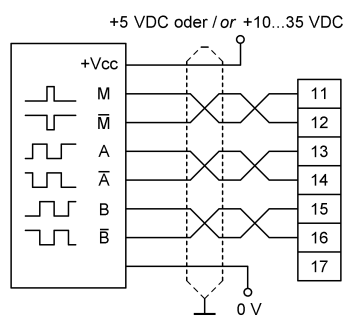 +5 VDC oder / or +10...35 VDC
+Vcc
M 11
M̅ 12
A 13
A̅ 14
B 15
B̅ 16
17
0 V